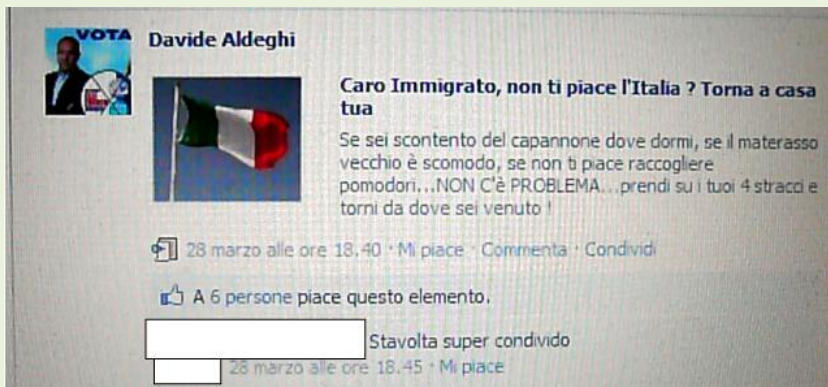 VOTA
Davide Aldeghi
Caro Immigrato, non ti piace l'Italia ? Torna a casa
tua
Se sei scontento del capannone dove dormi, se il materasso
vecchio è scomodo, se non ti piace raccogliere
pomodori...NON C'è PROBLEMA...prendi su i tuoi 4 stracci e
torni da dove sei venuto !
28 marzo alle ore 18.40 · Mi piace · Commenta · Condividi
A 6 persone piace questo elemento.
Stavolta super condivido
28 marzo alle ore 18.45 · Mi piace